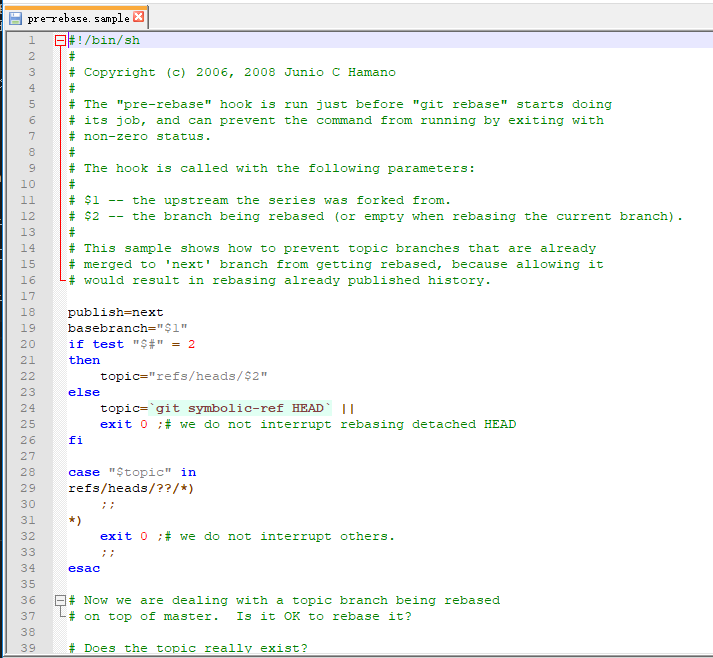 pre-rebase.sample
1 #!/bin/sh
2 #
3 # Copyright (c) 2006, 2008 Junio C Hamano
4 #
5 # The "pre-rebase" hook is run just before "git rebase" starts doing
6 # its job, and can prevent the command from running by exiting with
7 # non-zero status.
8 #
9 # The hook is called with the following parameters:
10 #
11 # $1 -- the upstream the series was forked from.
12 # $2 -- the branch being rebased (or empty when rebasing the current branch).
13 #
14 # This sample shows how to prevent topic branches that are already
15 # merged to 'next' branch from getting rebased, because allowing it
16 # would result in rebasing already published history.
17
18 publish=next
19 basebranch="$1"
20 if test "$#" = 2
21 then
22     topic="refs/heads/$2"
23 else
24     topic=`git symbolic-ref HEAD` ||
25     exit 0 ;# we do not interrupt rebasing detached HEAD
26 fi
27
28 case "$topic" in
29 refs/heads/??/*)
30     ;;
31 *)
32     exit 0 ;# we do not interrupt others.
33     ;;
34 esac
35
36 # Now we are dealing with a topic branch being rebased
37 # on top of master.  Is it OK to rebase it?
38
39 # Does the topic really exist?